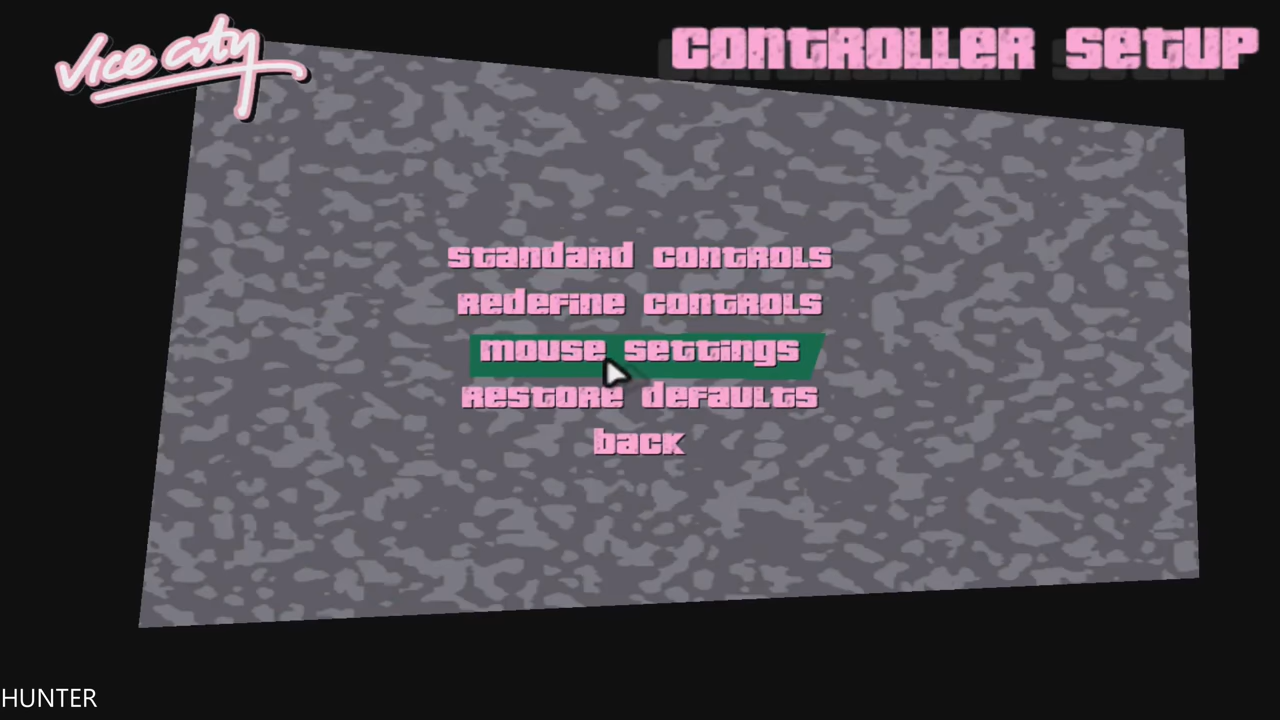 vice city
CONTROLLER SETUP
STANDARD CONTROLS
REDEFINE CONTROLS
MOUSE SETTINGS
RESTORE DEFAULTS
BACK
HUNTER